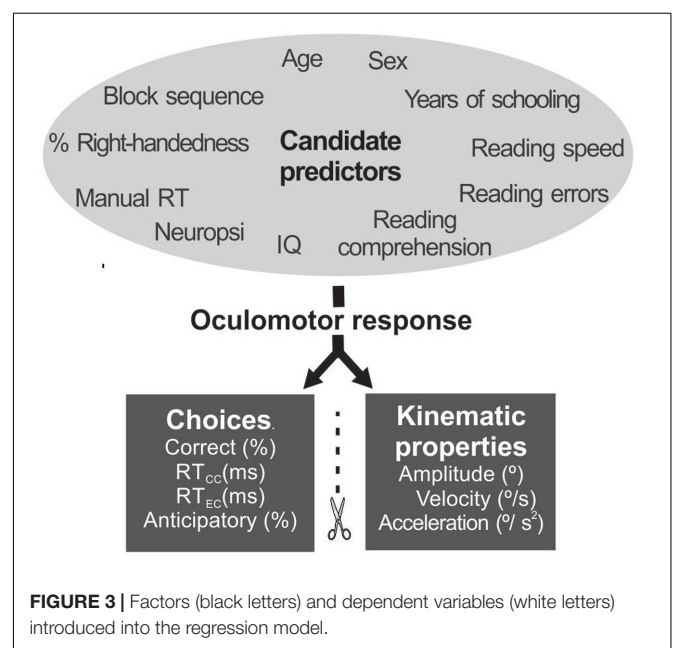 Age Sex
Block sequence Years of schooling
% Right-handedness Candidate Reading speed
predictors
Manual RT Reading errors
Neuropsi IQ Reading
comprehension
Oculomotor response
Choices.
Correct (%)
RTCC(ms)
RTEC(ms)
Anticipatory (%)
Kinematic
properties
Amplitude (º)
Velocity (º/s)
Acceleration (º/ s²)
FIGURE 3 | Factors (black letters) and dependent variables (white letters)
introduced into the regression model.